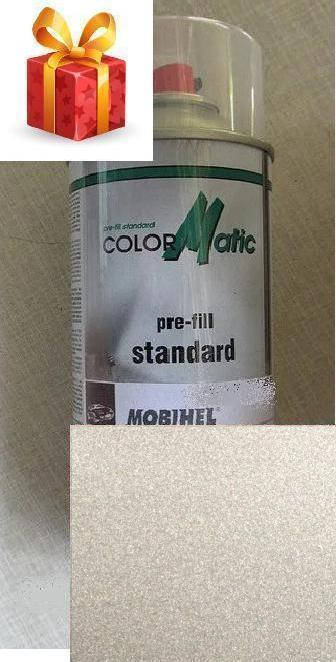 pre-fill standard
COLORMatic
pre-fill
standard
MOBIHEL